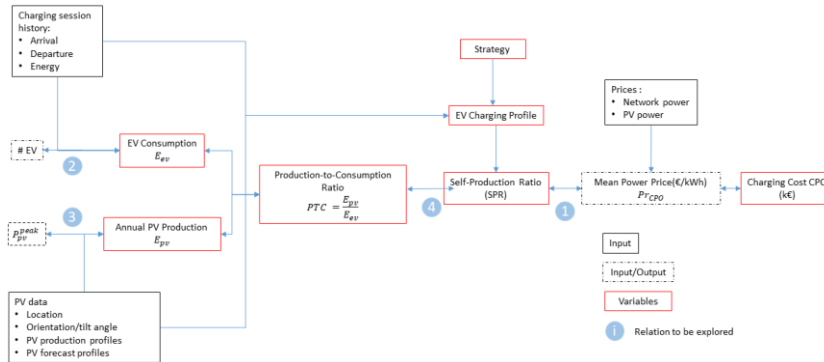 Charging session
history:
• Arrival
• Departure
• Energy
Strategy
Prices :
• Network power
• PV power
EV Charging Profile
# EV
2
EV Consumption
E_ev
Production-to-Consumption
Ratio
PTC = E_pv / E_ev
4
Self-Production Ratio
(SPR)
1
Mean Power Price(€/kWh)
Pr_CPO
Charging Cost CPO
(k€)
P_pv^peak
3
Annual PV Production
E_pv
Input
Input/Output
Variables
i Relation to be explored
PV data
• Location
• Orientation/tilt angle
• PV production profiles
• PV forecast profiles